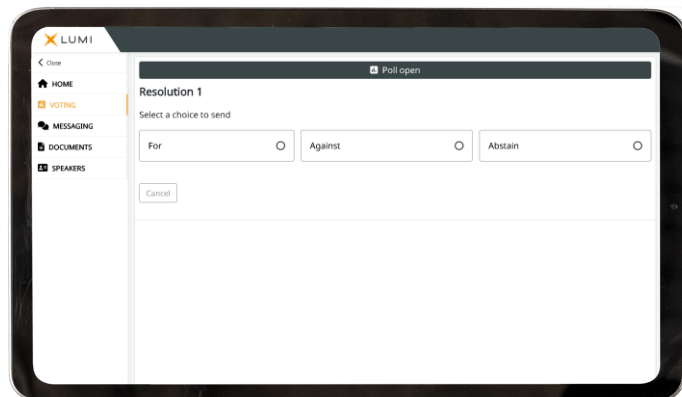 LUMI
Close
HOME
VOTING
MESSAGING
DOCUMENTS
SPEAKERS
Poll open
Resolution 1
Select a choice to send
For
Against
Abstain
Cancel